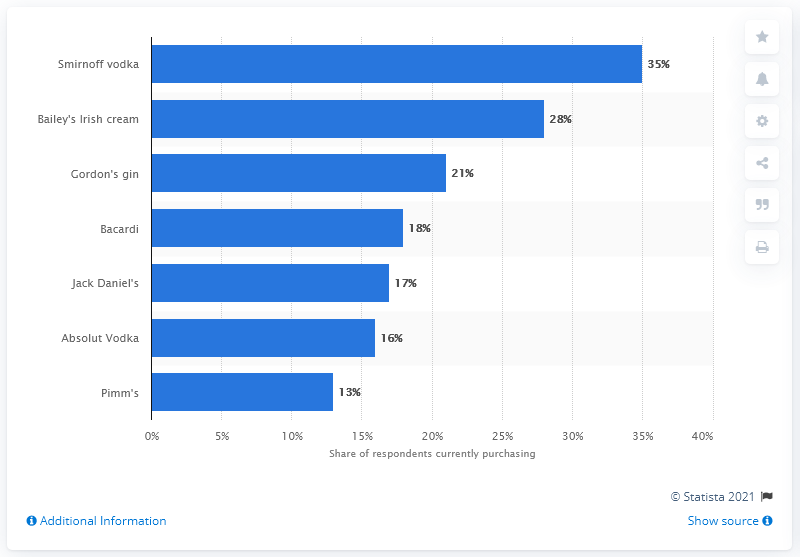 Smirnoff vodka 35%
Bailey's Irish cream 28%
Gordon's gin 21%
Bacardi 18%
Jack Daniel's 17%
Absolut Vodka 16%
Pimm's 13%
0% 5% 10% 15% 20% 25% 30% 35% 40%
Share of respondents currently purchasing
© Statista 2021
Additional Information Show source